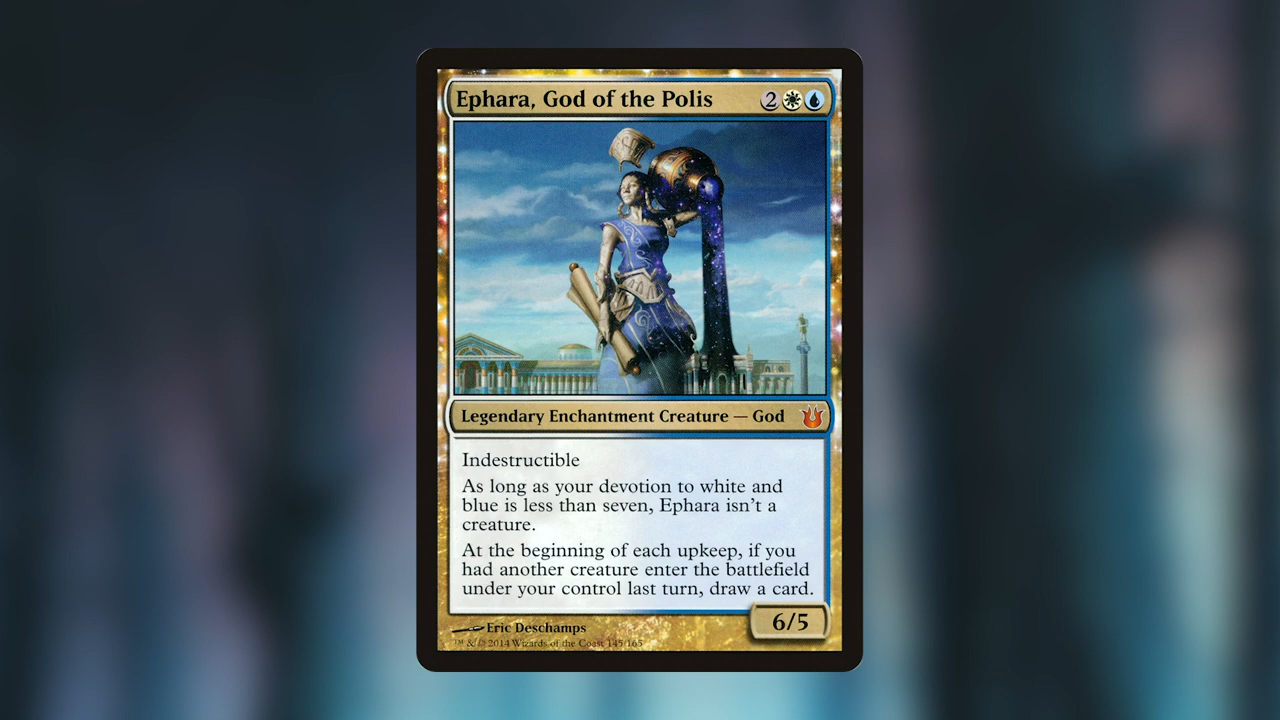 Ephara, God of the Polis 2
Legendary Enchantment Creature — God
Indestructible
As long as your devotion to white and
blue is less than seven, Ephara isn't a
creature.
At the beginning of each upkeep, if you
had another creature enter the battlefield
under your control last turn, draw a card.
6/5
Eric Deschamps
™ & © 2014 Wizards of the Coast 145/165